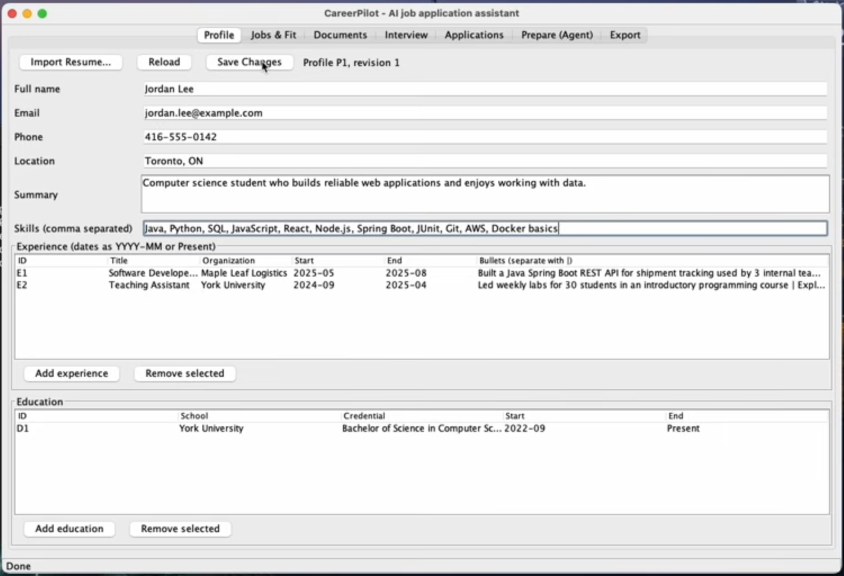 CareerPilot - AI job application assistant
Profile Jobs & Fit Documents Interview Applications Prepare (Agent) Export
Import Resume... Reload Save Changes Profile P1, revision 1
Full name Jordan Lee
Email jordan.lee@example.com
Phone 416-555-0142
Location Toronto, ON
Summary Computer science student who builds reliable web applications and enjoys working with data.
Skills (comma separated) Java, Python, SQL, JavaScript, React, Node.js, Spring Boot, JUnit, Git, AWS, Docker basics
Experience (dates as YYYY-MM or Present)
ID Title Organization Start End Bullets (separate with |)
E1 Software Develope... Maple Leaf Logistics 2025-05 2025-08 Built a Java Spring Boot REST API for shipment tracking used by 3 internal tea...
E2 Teaching Assistant York University 2024-09 2025-04 Led weekly labs for 30 students in an introductory programming course | Expl...
Add experience Remove selected
Education
ID School Credential Start End
D1 York University Bachelor of Science in Computer Sc... 2022-09 Present
Add education Remove selected
Done